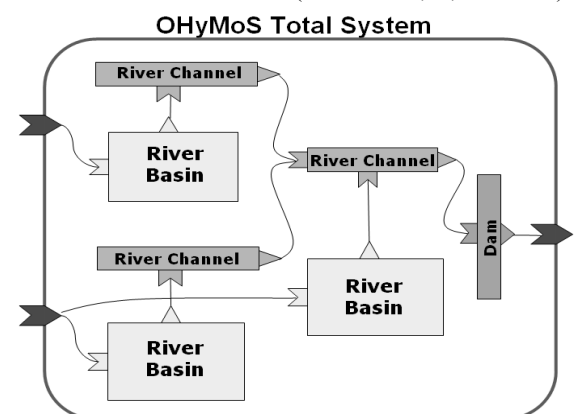 OHyMoS Total System
River Channel
River
Basin
River Channel
River Channel
River
Basin
River
Basin
Dam